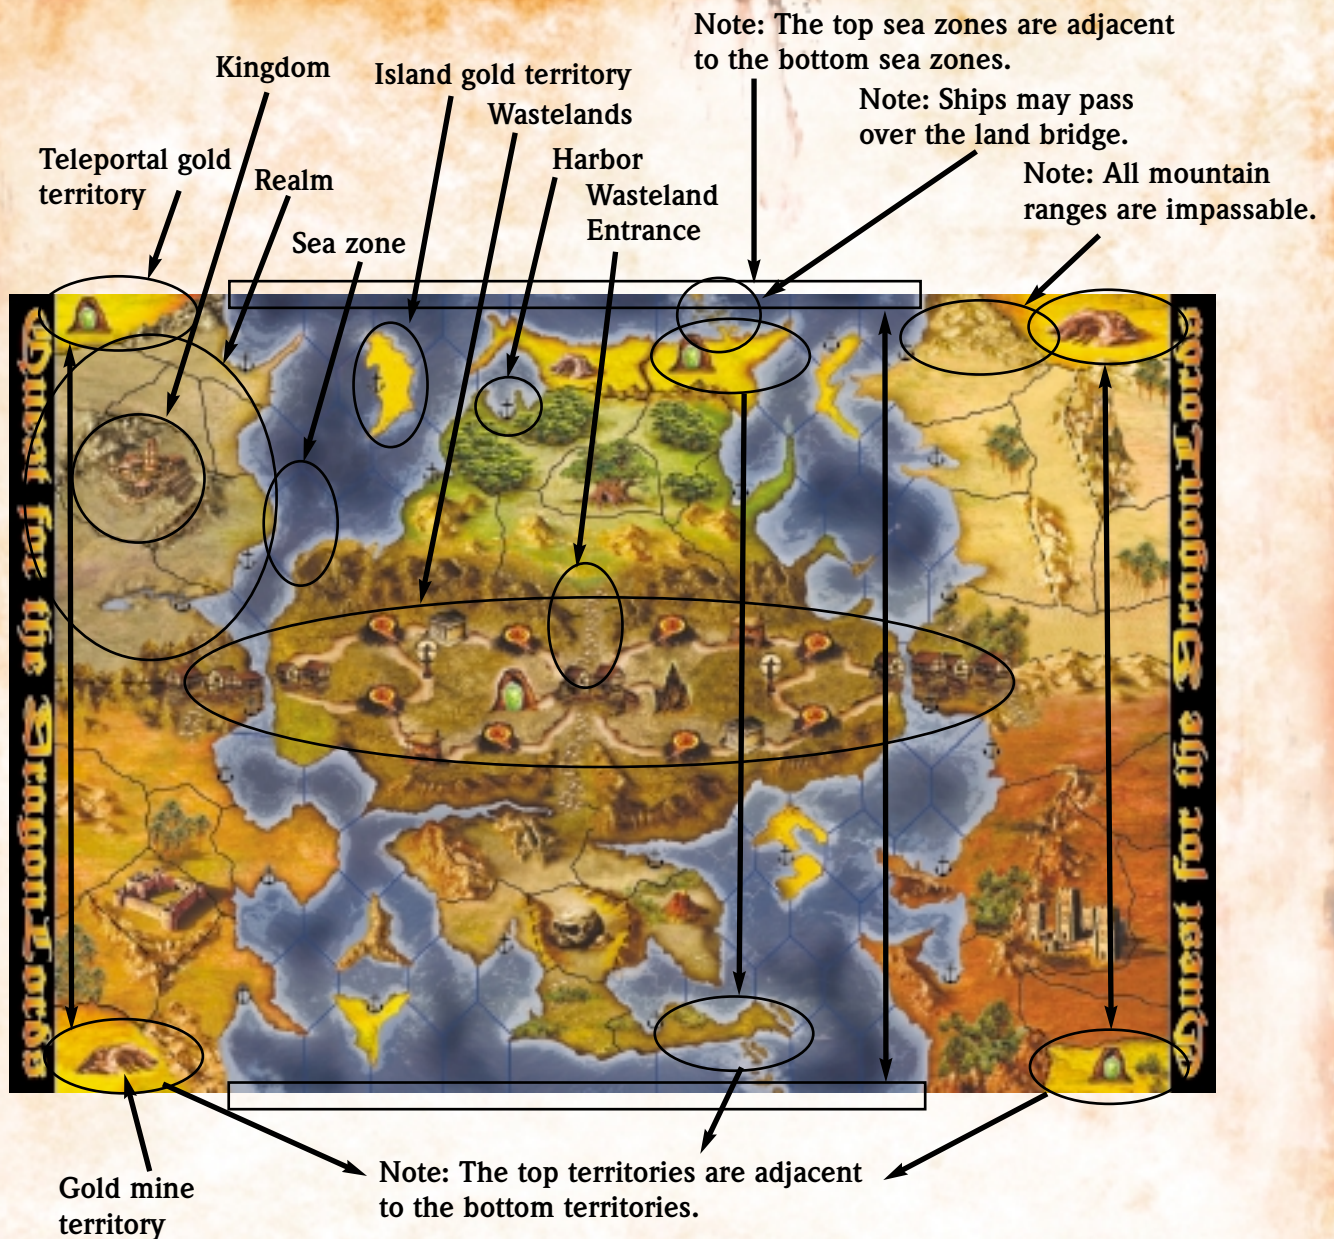 Note: The top sea zones are adjacent
to the bottom sea zones.
Kingdom
Island gold territory
Wastelands
Note: Ships may pass
over the land bridge.
Teleportal gold
territory
Realm
Harbor
Wasteland
Entrance
Note: All mountain
ranges are impassable.
Sea zone
Quest for the DragonLords
Quest for the DragonLords
Note: The top territories are adjacent
to the bottom territories.
Gold mine
territory